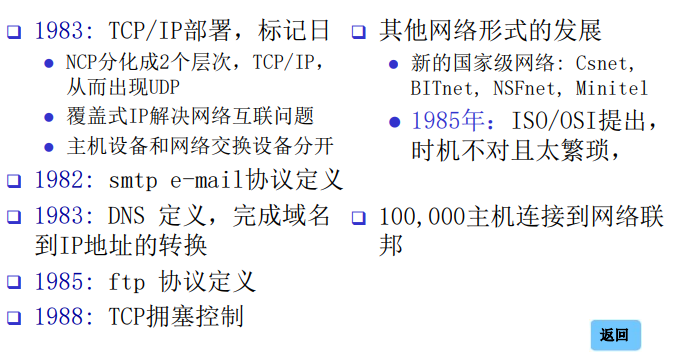 1983: TCP/IP部署，标记日
NCP分化成2个层次，TCP/IP，
从而出现UDP
覆盖式IP解决网络互联问题
主机设备和网络交换设备分开
1982: smtp e-mail协议定义
1983: DNS 定义，完成域名
到IP地址的转换
1985: ftp 协议定义
1988: TCP拥塞控制
其他网络形式的发展
新的国家级网络: Csnet,
BITnet, NSFnet, Minitel
1985年: ISO/OSI提出，
时机不对且太繁琐，
100,000主机连接到网络联
邦
返回